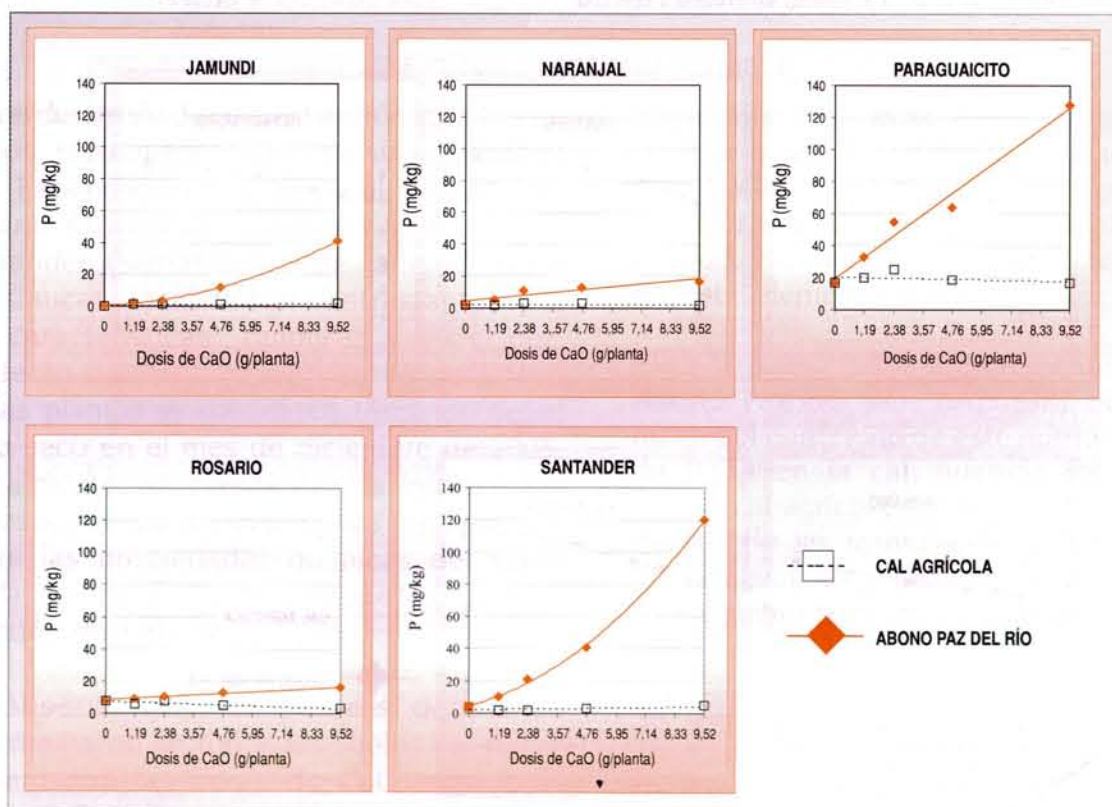 JAMUNDI
P (mg/kg)
140
120
100
80
60
40
20
0
0 1,19 2,38 3,57 4,76 5,95 7,14 8,33 9,52
Dosis de CaO (g/planta)
NARANJAL
P (mg/kg)
140
120
100
80
60
40
20
0
0 1,19 2,38 3,57 4,76 5,95 7,14 8,33 9,52
Dosis de CaO (g/planta)
PARAGUAICITO
P (mg/kg)
140
120
100
80
60
40
20
0
0 1,19 2,38 3,57 4,76 5,95 7,14 8,33 9,52
Dosis de CaO (g/planta)
ROSARIO
P (mg/kg)
140
120
100
80
60
40
20
0
0 1,19 2,38 3,57 4,76 5,95 7,14 8,33 9,52
Dosis de CaO (g/planta)
SANTANDER
P (mg/kg)
140
120
100
80
60
40
20
0
0 1,19 2,38 3,57 4,76 5,95 7,14 8,33 9,52
Dosis de CaO (g/planta)
CAL AGRÍCOLA
ABONO PAZ DEL RÍO